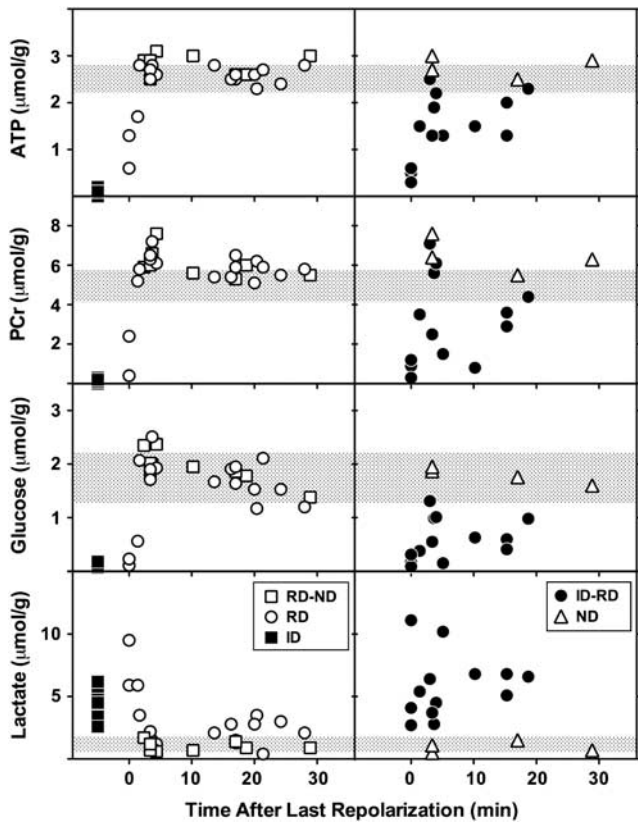 ATP (μmol/g)
4
3
2
1
PCr (μmol/g)
8
6
4
2
Glucose (μmol/g)
3
2
1
Lactate (μmol/g)
10
5
RD-ND
RD
ID
ID-RD
ND
0 10 20 30 0 10 20 30
Time After Last Repolarization (min)